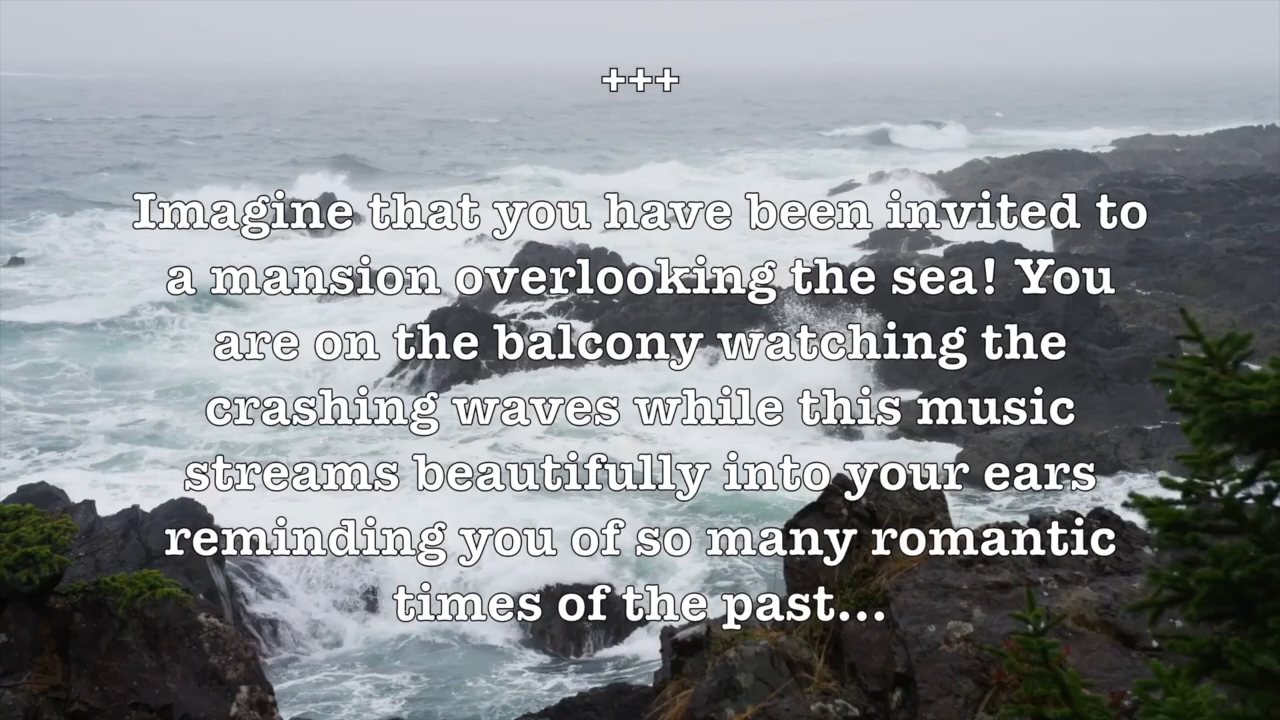 +++
Imagine that you have been invited to
a mansion overlooking the sea! You
are on the balcony watching the
crashing waves while this music
streams beautifully into your ears
reminding you of so many romantic
times of the past...